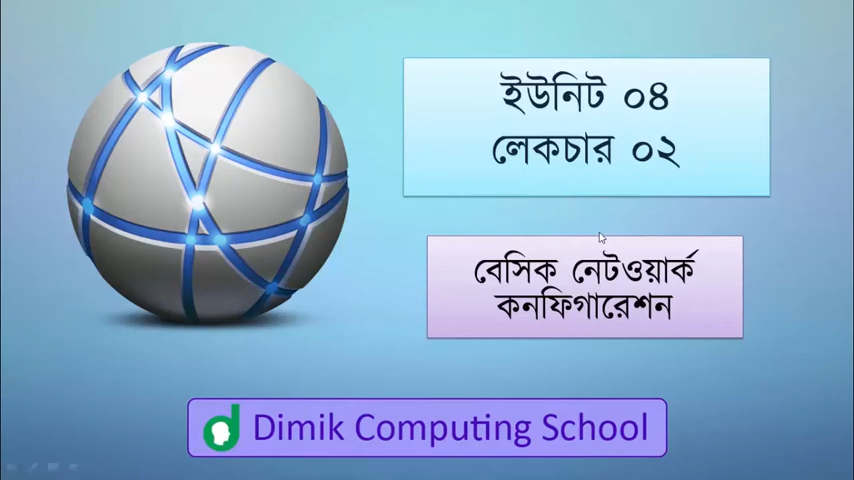 ইউনিট ০৪
লেকচার ০২
বেসিক নেটওয়ার্ক
কনফিগারেশন
Dimik Computing School